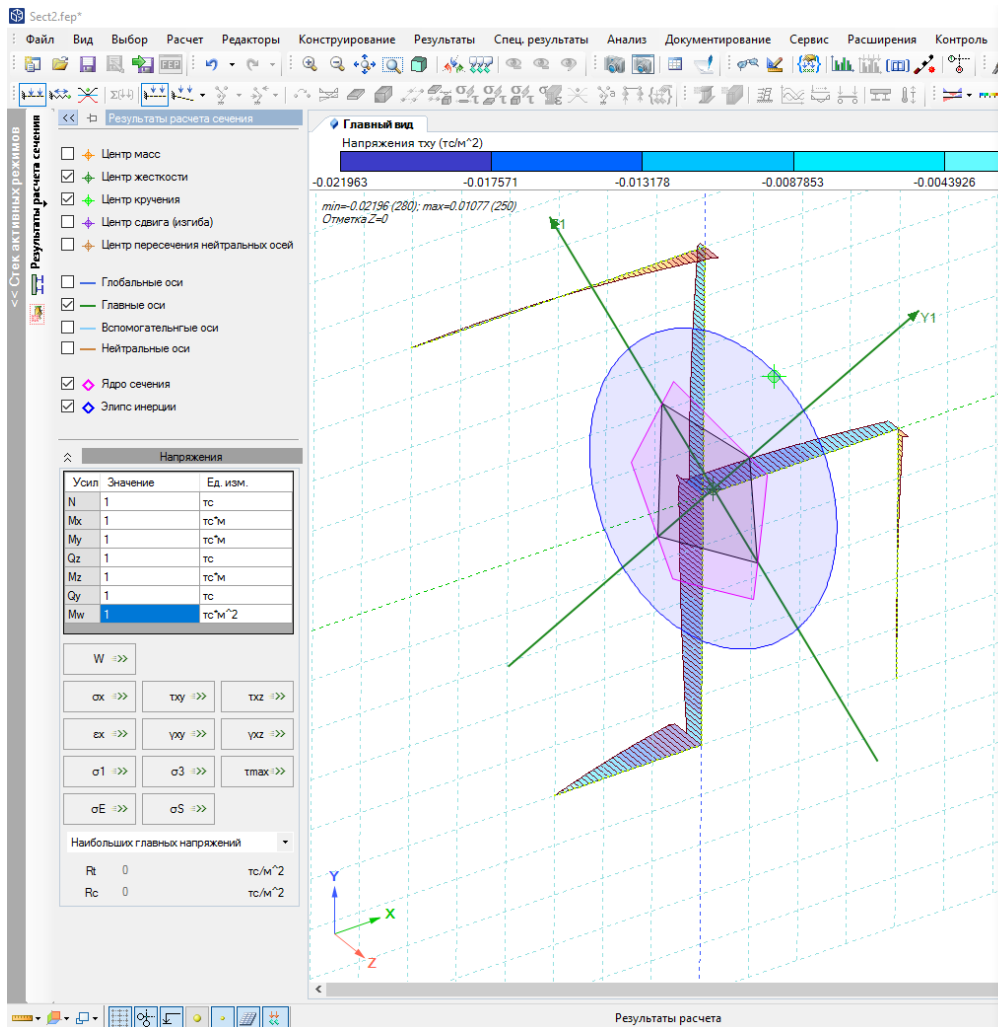 Sect2.fep*
Файл Вид Выбор Расчет Редакторы Конструирование Результаты Спец. результаты Анализ Документирование Сервис Расширения Контроль
FEP
<< Стек активных режимов
Результаты расчета сечения
<< Результаты расчета сечения
Центр масс
Центр жесткости
Центр кручения
Центр сдвига (изгиба)
Центр пересечения нейтральных осей
Глобальные оси
Главные оси
Вспомогательнгые оси
Нейтральные оси
Ядро сечения
Элипс инерции
Напряжения
Усил Значение Ед. изм.
N 1 тс
Mx 1 тс*м
My 1 тс*м
Qz 1 тс
Mz 1 тс*м
Qy 1 тс
Mw 1 тс*м^2
W =>>
σx =>> τxy =>> τxz =>>
εx =>> γxy =>> γxz =>>
σ1 =>> σ3 =>> τmax =>>
σE =>> σS =>>
Наибольших главных напряжений
Rt 0 тс/м^2
Rc 0 тс/м^2
Главный вид
Напряжения τxy (тс/м^2)
-0.021963 -0.017571 -0.013178 -0.0087853 -0.0043926
min=-0.02196 (280); max=0.01077 (250)
Отметка Z=0
Z1
Y1
Y
X
Z
Результаты расчета